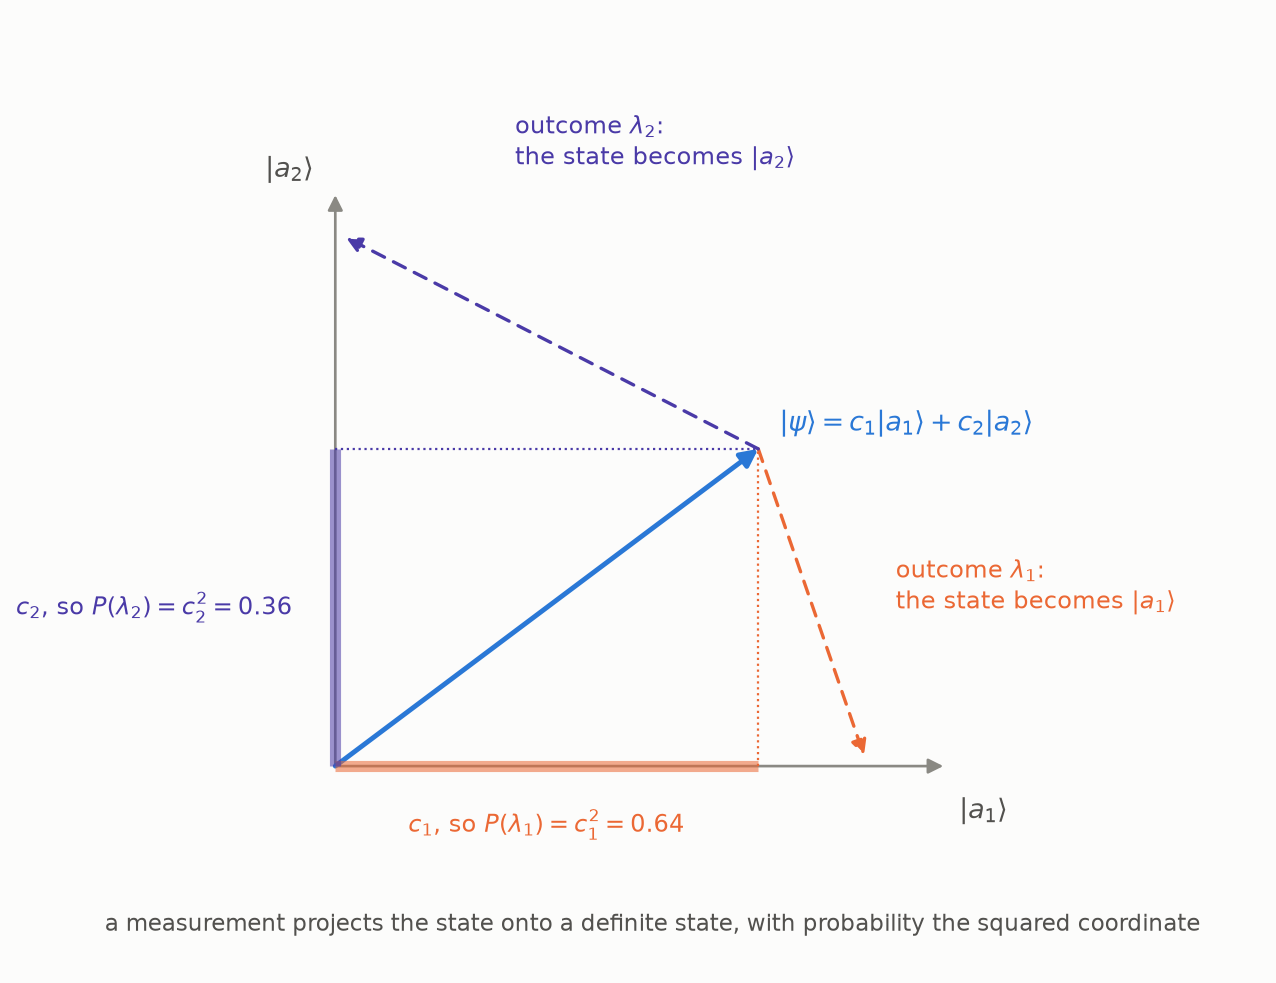 outcome λ₂:
the state becomes |a₂⟩
|a₂⟩
|ψ⟩ = c₁|a₁⟩ + c₂|a₂⟩
outcome λ₁:
the state becomes |a₁⟩
c₂, so P(λ₂) = c₂² = 0.36
|a₁⟩
c₁, so P(λ₁) = c₁² = 0.64
a measurement projects the state onto a definite state, with probability the squared coordinate